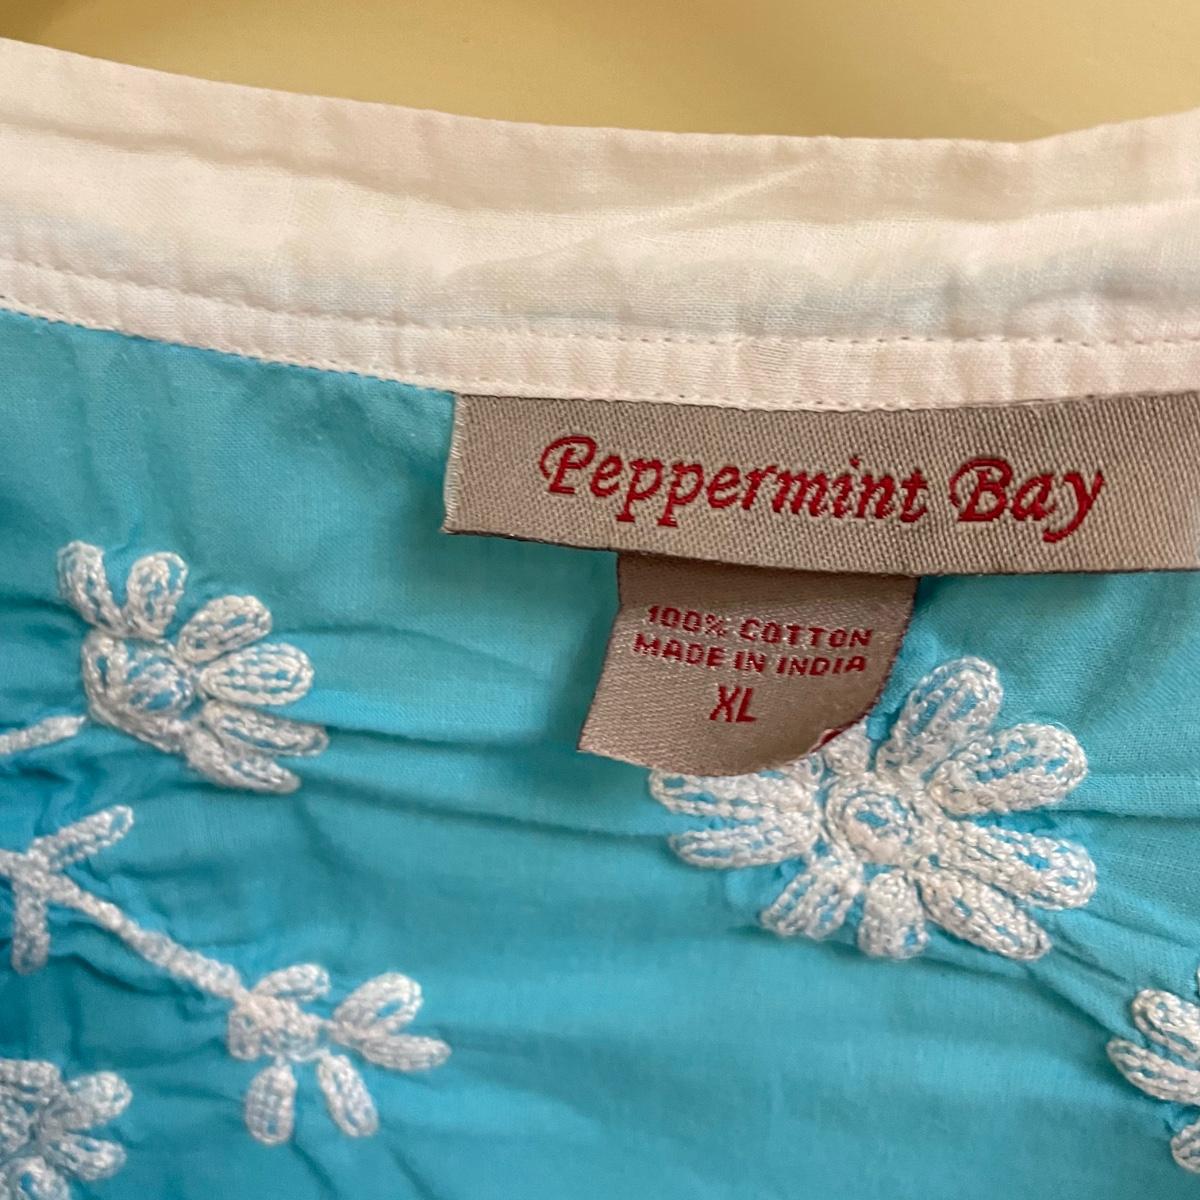 Peppermint Bay
100% COTTON
MADE IN INDIA
XL